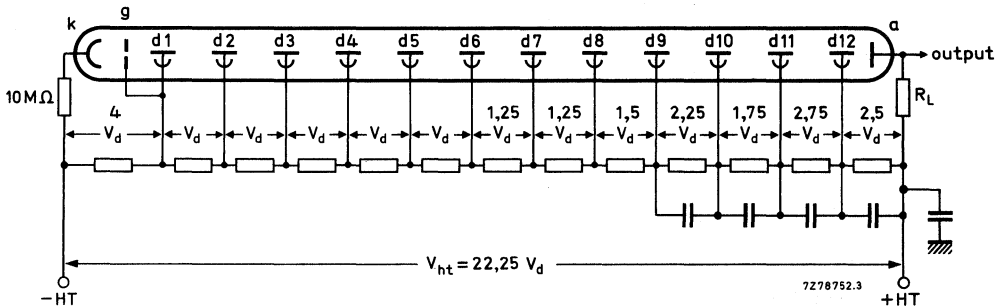 k g a
d1 d2 d3 d4 d5 d6 d7 d8 d9 d10 d11 d12
output
10MΩ
R_L
4 1,25 1,25 1,5 2,25 1,75 2,75 2,5
V_d V_d V_d V_d V_d V_d V_d V_d V_d V_d V_d V_d V_d
V_ht = 22,25 V_d
7Z78752.3
-HT +HT